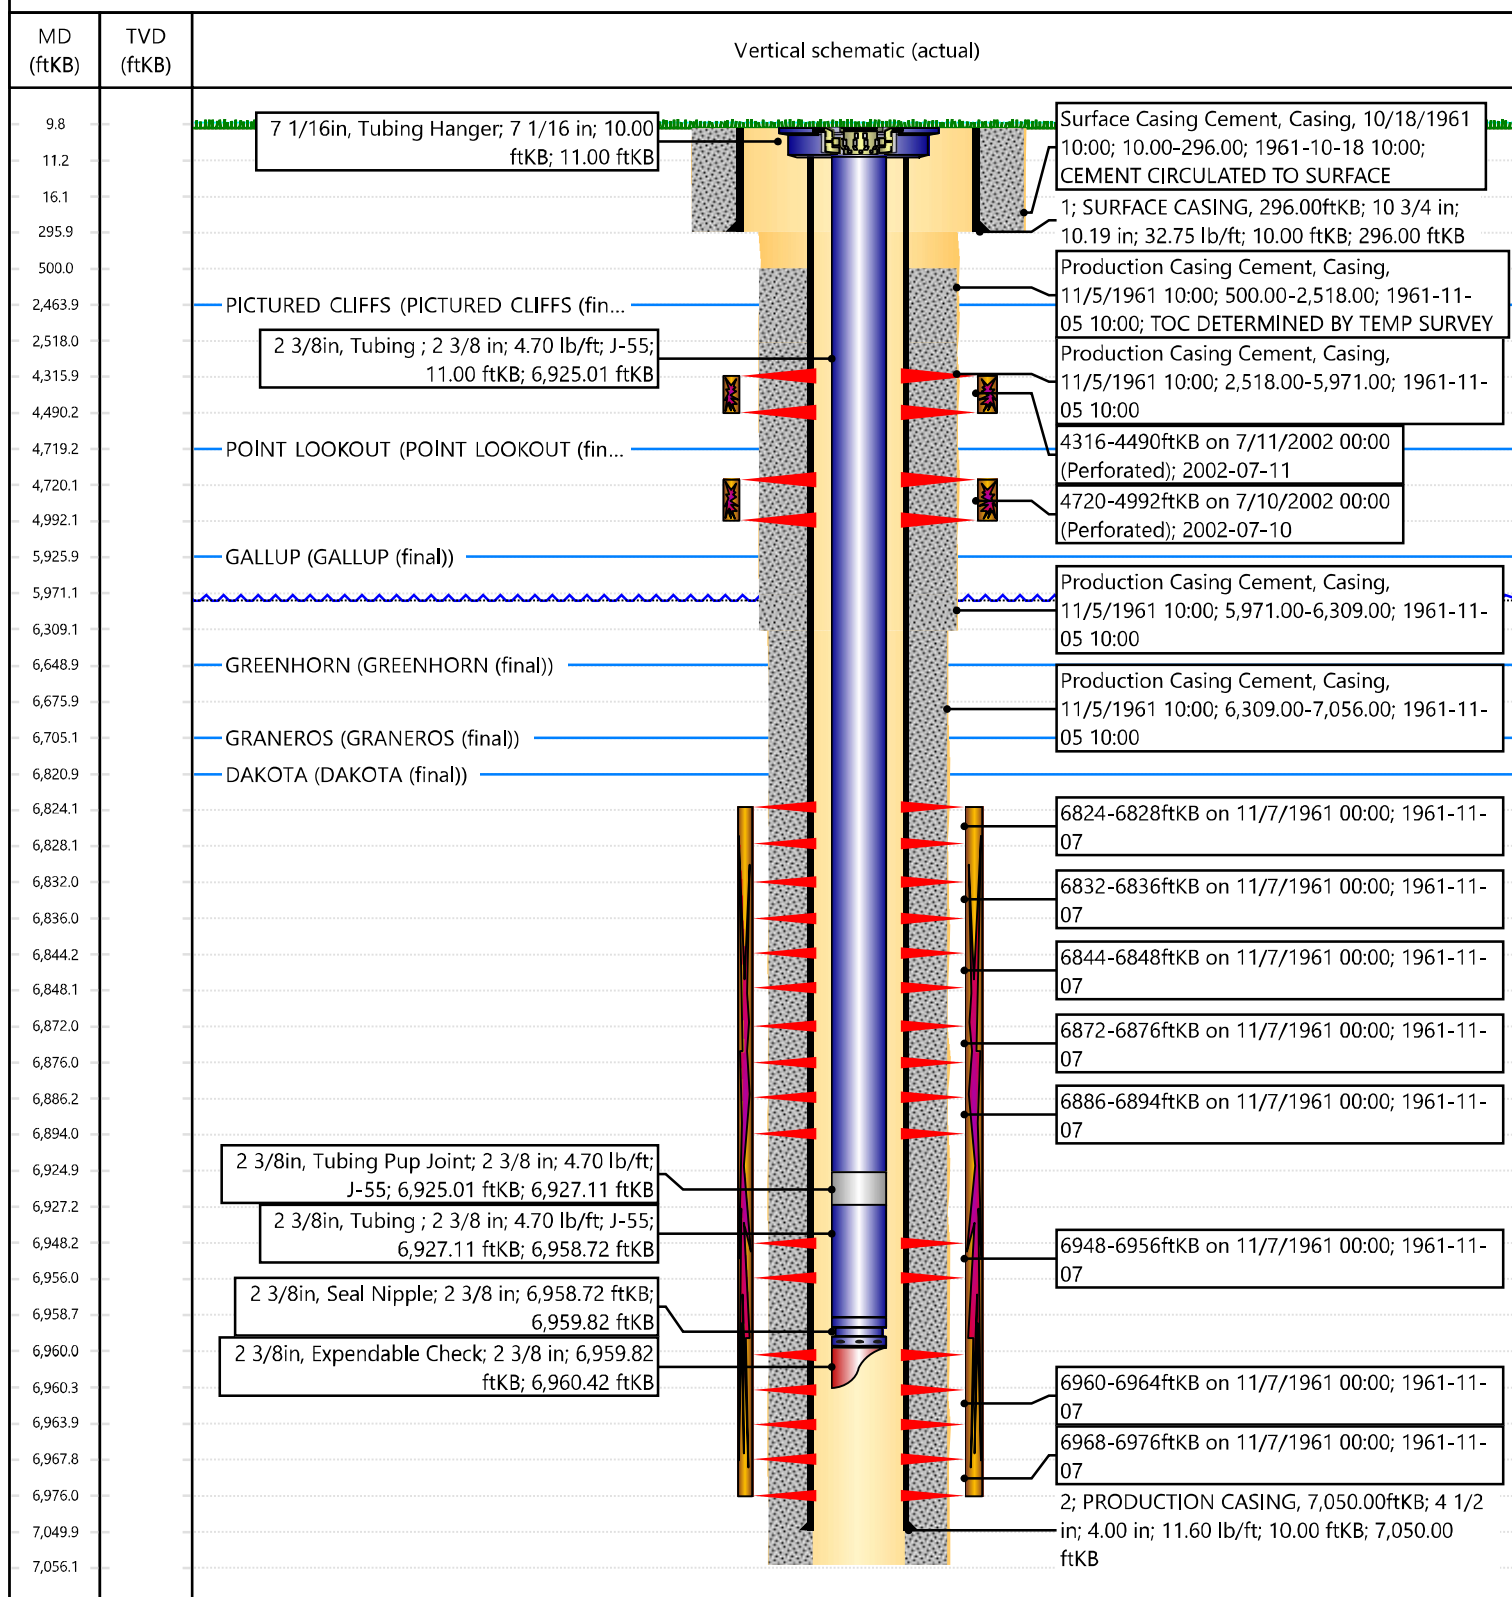 MD
(ftKB)
TVD
(ftKB)
Vertical schematic (actual)
9.8
11.2
16.1
295.9
500.0
2,463.9
2,518.0
4,315.9
4,490.2
4,719.2
4,720.1
4,992.1
5,925.9
5,971.1
6,309.1
6,648.9
6,675.9
6,705.1
6,820.9
6,824.1
6,828.1
6,832.0
6,836.0
6,844.2
6,848.1
6,872.0
6,876.0
6,886.2
6,894.0
6,924.9
6,927.2
6,948.2
6,956.0
6,958.7
6,960.0
6,960.3
6,963.9
6,967.8
6,976.0
7,049.9
7,056.1
7 1/16in, Tubing Hanger; 7 1/16 in; 10.00
ftKB; 11.00 ftKB
PICTURED CLIFFS (PICTURED CLIFFS (fin...
2 3/8in, Tubing ; 2 3/8 in; 4.70 lb/ft; J-55;
11.00 ftKB; 6,925.01 ftKB
POINT LOOKOUT (POINT LOOKOUT (fin...
GALLUP (GALLUP (final))
GREENHORN (GREENHORN (final))
GRANEROS (GRANEROS (final))
DAKOTA (DAKOTA (final))
2 3/8in, Tubing Pup Joint; 2 3/8 in; 4.70 lb/ft;
J-55; 6,925.01 ftKB; 6,927.11 ftKB
2 3/8in, Tubing ; 2 3/8 in; 4.70 lb/ft; J-55;
6,927.11 ftKB; 6,958.72 ftKB
2 3/8in, Seal Nipple; 2 3/8 in; 6,958.72 ftKB;
6,959.82 ftKB
2 3/8in, Expendable Check; 2 3/8 in; 6,959.82
ftKB; 6,960.42 ftKB
Surface Casing Cement, Casing, 10/18/1961
10:00; 10.00-296.00; 1961-10-18 10:00;
CEMENT CIRCULATED TO SURFACE
1; SURFACE CASING, 296.00ftKB; 10 3/4 in;
10.19 in; 32.75 lb/ft; 10.00 ftKB; 296.00 ftKB
Production Casing Cement, Casing,
11/5/1961 10:00; 500.00-2,518.00; 1961-11-
05 10:00; TOC DETERMINED BY TEMP SURVEY
Production Casing Cement, Casing,
11/5/1961 10:00; 2,518.00-5,971.00; 1961-11-
05 10:00
4316-4490ftKB on 7/11/2002 00:00
(Perforated); 2002-07-11
4720-4992ftKB on 7/10/2002 00:00
(Perforated); 2002-07-10
Production Casing Cement, Casing,
11/5/1961 10:00; 5,971.00-6,309.00; 1961-11-
05 10:00
Production Casing Cement, Casing,
11/5/1961 10:00; 6,309.00-7,056.00; 1961-11-
05 10:00
6824-6828ftKB on 11/7/1961 00:00; 1961-11-
07
6832-6836ftKB on 11/7/1961 00:00; 1961-11-
07
6844-6848ftKB on 11/7/1961 00:00; 1961-11-
07
6872-6876ftKB on 11/7/1961 00:00; 1961-11-
07
6886-6894ftKB on 11/7/1961 00:00; 1961-11-
07
6948-6956ftKB on 11/7/1961 00:00; 1961-11-
07
6960-6964ftKB on 11/7/1961 00:00; 1961-11-
07
6968-6976ftKB on 11/7/1961 00:00; 1961-11-
07
2; PRODUCTION CASING, 7,050.00ftKB; 4 1/2
in; 4.00 in; 11.60 lb/ft; 10.00 ftKB; 7,050.00
ftKB